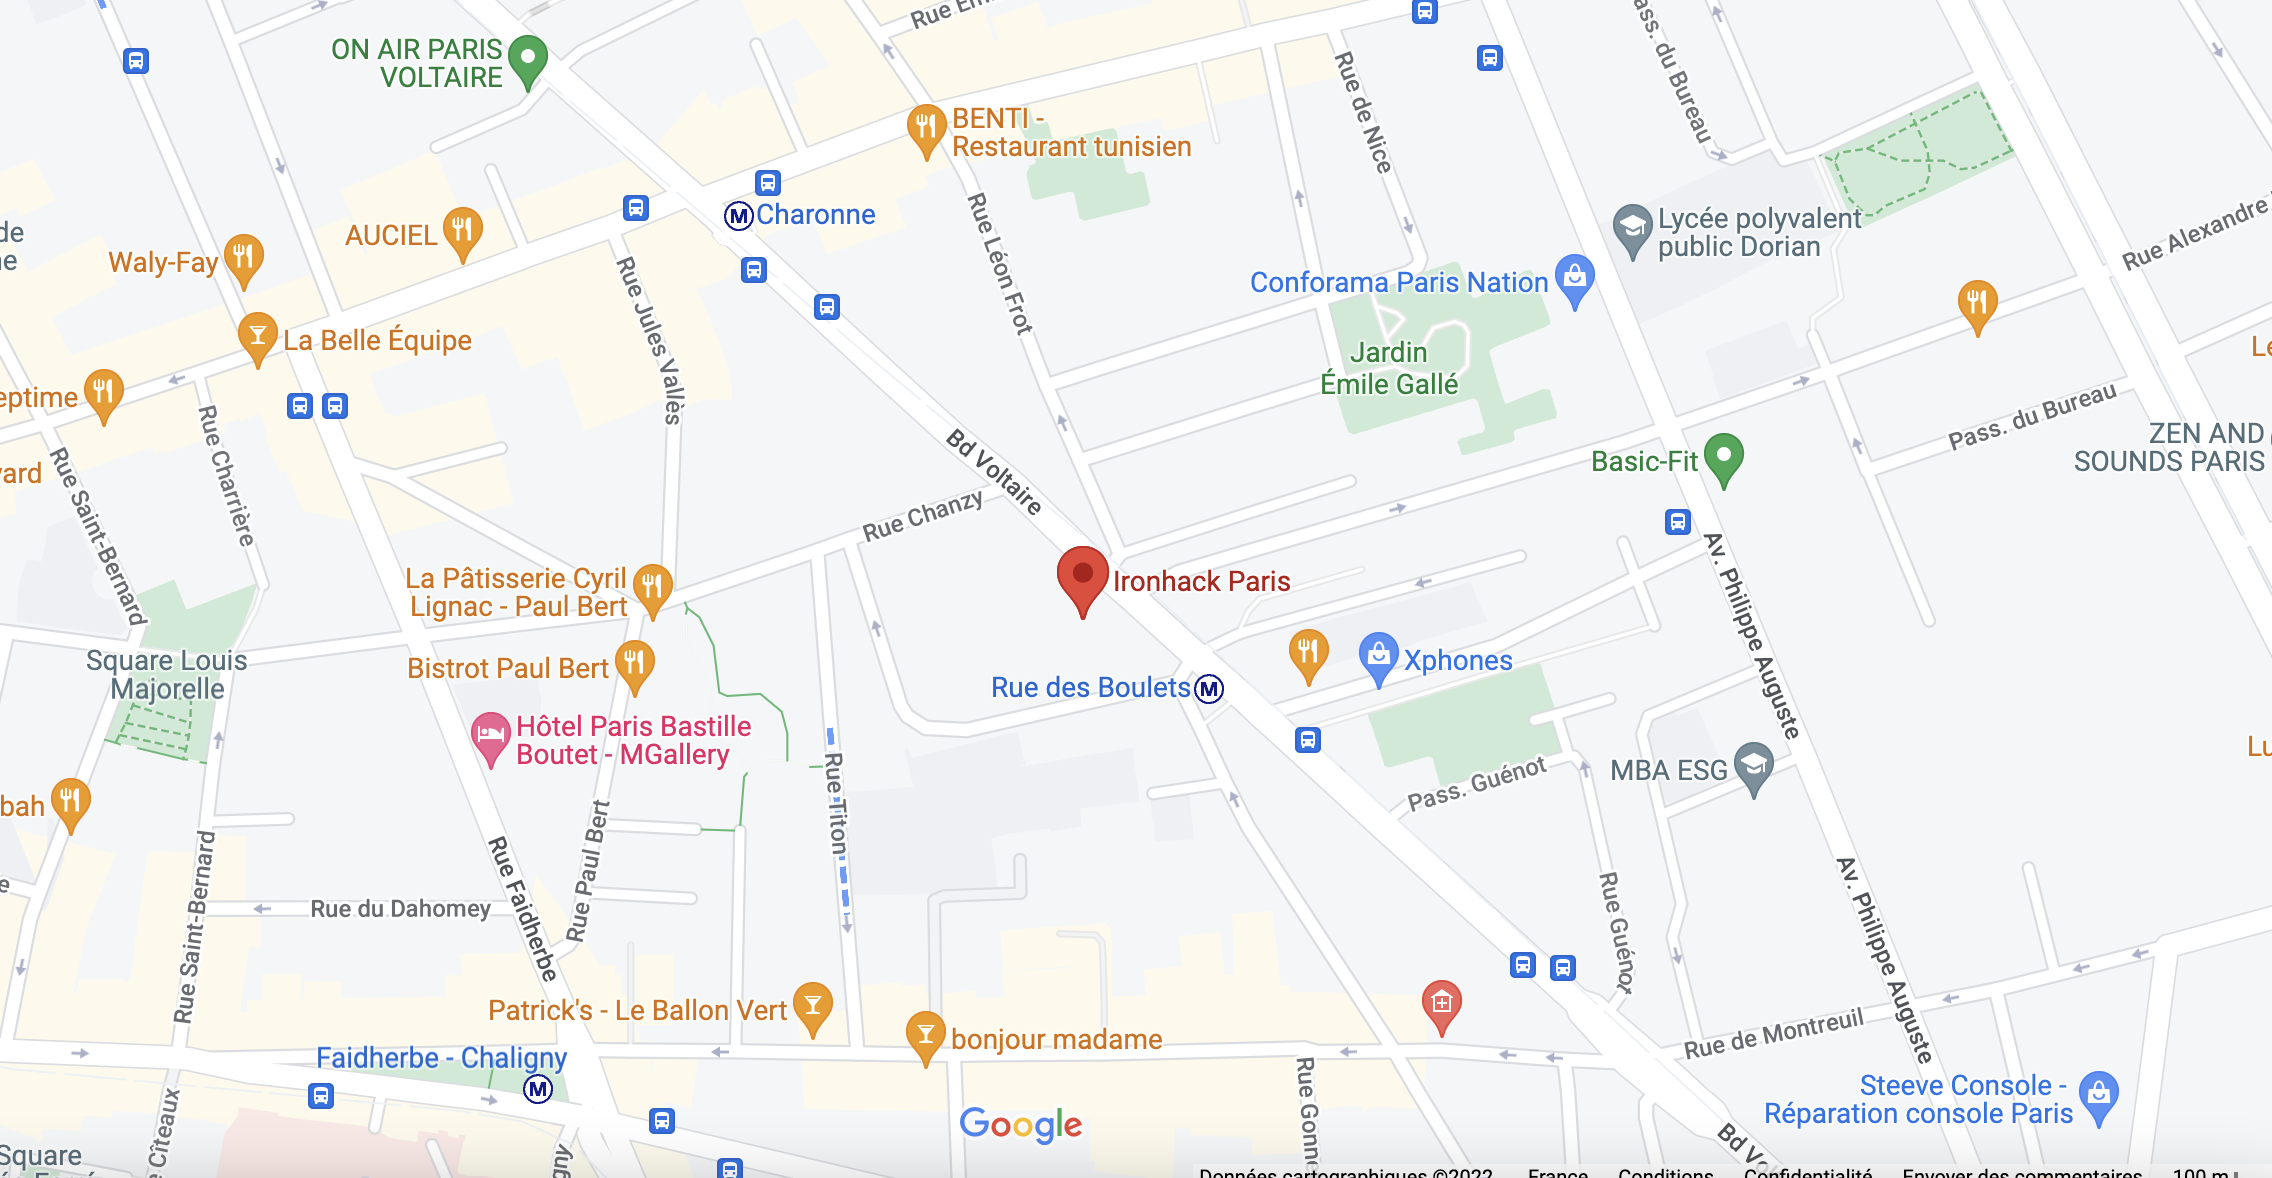 Rue Em
ON AIR PARIS
VOLTAIRE
Pass. du Bureau
Rue de Nice
BENTI -
Restaurant tunisien
Charonne
AUCIEL
Waly-Fay
Lycée polyvalent
public Dorian
Rue Alexandre
Rue Léon Frot
Rue Jules Vallès
Conforama Paris Nation
La Belle Équipe
Jardin
Émile Gallé
eptime
Rue Charrière
Pass. du Bureau
ZEN AND
SOUNDS PARIS
Basic-Fit
Bd Voltaire
Rue Chanzy
Rue Saint-Bernard
vard
La Pâtisserie Cyril
Lignac - Paul Bert
Ironhack Paris
Av. Philippe Auguste
Square Louis
Majorelle
Bistrot Paul Bert
Rue des Boulets
Xphones
Hôtel Paris Bastille
Boutet - MGallery
Rue Titon
Pass. Guénot
MBA ESG
Lu
bah
Rue Saint-Bernard
Rue Faidherbe
Rue Paul Bert
Rue du Dahomey
Rue Guénot
Av. Philippe Auguste
Patrick's - Le Ballon Vert
bonjour madame
Rue de Montreuil
Faidherbe - Chaligny
Rue Gonne
Steeve Console -
Réparation console Paris
Google
Bd Vo
Square
Cîteaux
igny
Données cartographiques ©2022 France Conditions Confidentialité Envoyer des commentaires 100 m